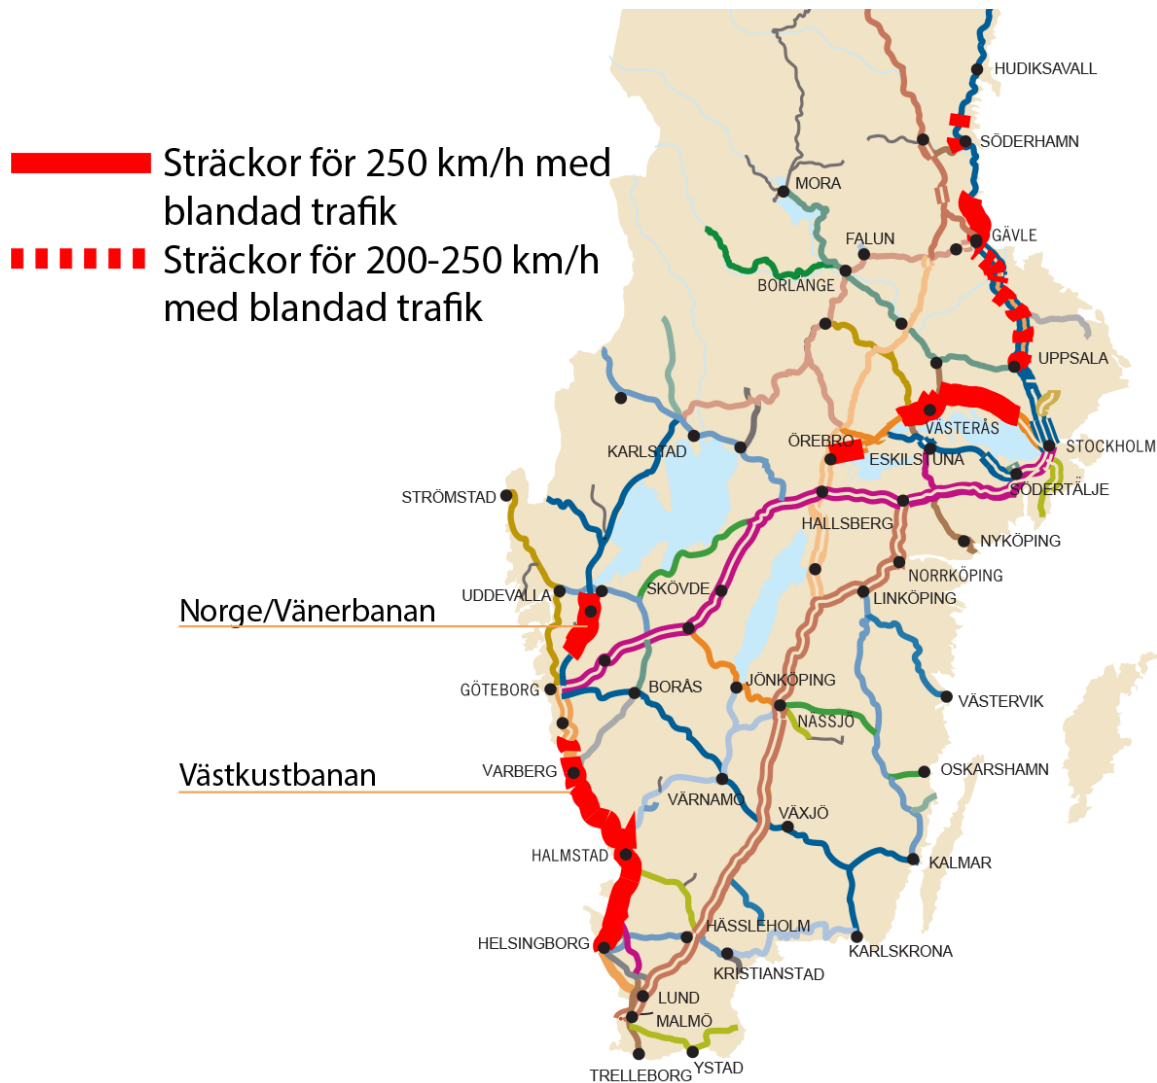 Sträckor för 250 km/h med
blandad trafik
Sträckor för 200-250 km/h
med blandad trafik
HUDIKSAVALL
SÖDERHAMN
MORA
GÄVLE
FALUN
BORLÄNGE
UPPSALA
VÄSTERÅS
KARLSTAD
ÖREBRO
ESKILSTUNA
STOCKHOLM
STRÖMSTAD
SÖDERTÄLJE
HALLSBERG
NYKÖPING
NORRKÖPING
UDDEVALLA
SKÖVDE
LINKÖPING
Norge/Vänerbanan
GÖTEBORG
BORÅS
JÖNKÖPING
VÄSTERVIK
NÄSSJÖ
VARBERG
Västkustbanan
OSKARSHAMN
VÄRNAMO
VÄXJÖ
HALMSTAD
KALMAR
HÄSSLEHOLM
HELSINGBORG
KARLSKRONA
KRISTIANSTAD
LUND
MALMÖ
YSTAD
TRELLEBORG